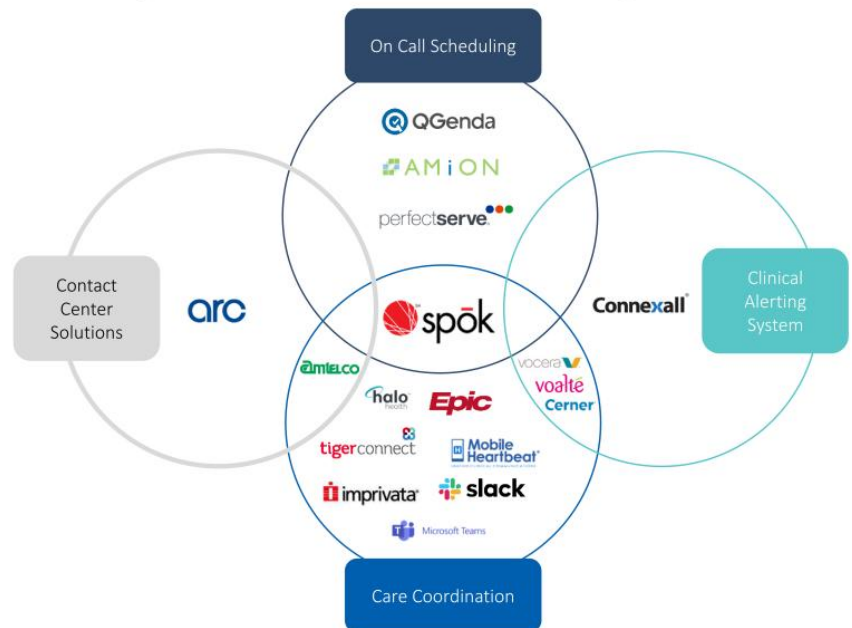 On Call Scheduling
QGenda
AMiON
perfectserve.
Contact
Center
Solutions
arc
spōk
Connexall®
Clinical
Alerting
System
amtelco
vocera
voalté
Cerner
halo
health
Epic
tigerconnect
Mobile
Heartbeat
imprivata®
slack
Microsoft Teams
Care Coordination